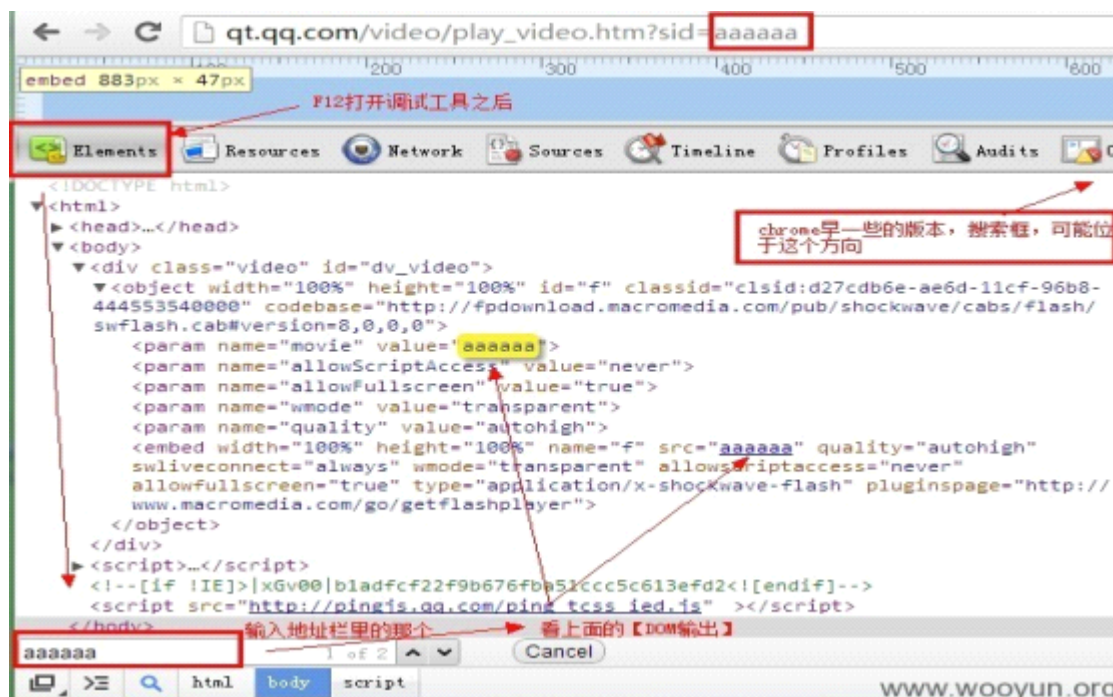 qt.qq.com/video/play_video.htm?sid=aaaaaa
200 300 400 500 600
embed 883px × 47px
F12打开调试工具之后
Elements Resources Network Sources Timeline Profiles Audits
<!DOCTYPE html>
▼<html>
▶<head>…</head>
▼<body>
chrome早一些的版本，搜索框，可能位于这个方向
▼<div class="video" id="dv_video">
▼<object width="100%" height="100%" id="f" classid="clsid:d27cdb6e-ae6d-11cf-96b8-
444553540000" codebase="http://fpdownload.macromedia.com/pub/shockwave/cabs/flash/
swflash.cab#version=8,0,0,0">
<param name="movie" value="aaaaaa">
<param name="allowScriptAccess" value="never">
<param name="allowFullscreen" value="true">
<param name="wmode" value="transparent">
<param name="quality" value="autohigh">
<embed width="100%" height="100%" name="f" src="aaaaaa" quality="autohigh"
swliveconnect="always" wmode="transparent" allowscriptaccess="never"
allowfullscreen="true" type="application/x-shockwave-flash" pluginspage="http://
www.macromedia.com/go/getflashplayer">
</object>
</div>
▶<script>…</script>
<!--[if !IE]>|xGv00|b1adfcf22f9b676fba51ccc5c613efd2<![endif]-->
<script src="http://pingjs.qq.com/ping_tcss_ied.js" ></script>
</body>
输入地址栏里的那个 看上面的【DOM输出】
aaaaaa 1 of 2 Cancel
html body script
www.wooyun.org